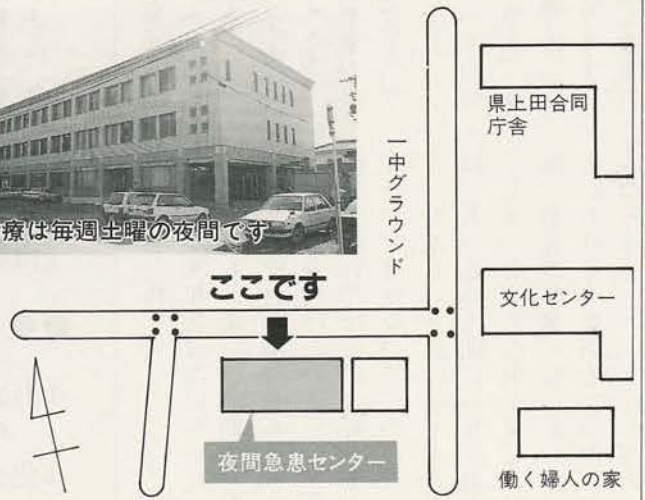 療は毎週土曜の夜間です
一中グラウンド
県上田合同
庁舎
ここです
文化センター
夜間急患センター
働く婦人の家